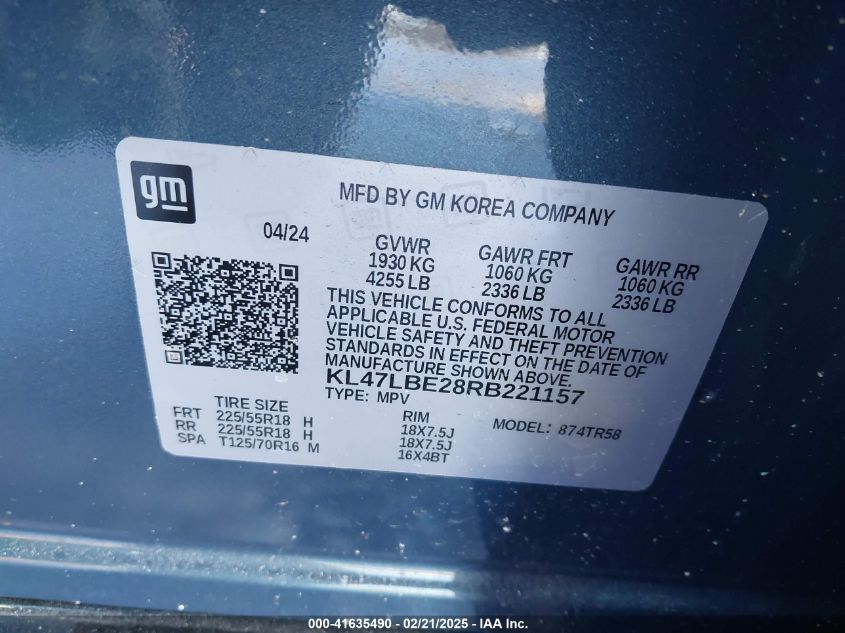 gm
MFD BY GM KOREA COMPANY
04/24
GVWR
1930 KG
4255 LB
GAWR FRT
1060 KG
2336 LB
GAWR RR
1060 KG
2336 LB
THIS VEHICLE CONFORMS TO ALL
APPLICABLE U.S. FEDERAL MOTOR
VEHICLE SAFETY AND THEFT PREVENTION
STANDARDS IN EFFECT ON THE DATE OF
MANUFACTURE SHOWN ABOVE.
KL47LBE28RB221157
TYPE: MPV
TIRE SIZE
RIM
MODEL: 874TR58
FRT 225/55R18 H 18X7.5J
RR 225/55R18 H 18X7.5J
SPA T125/70R16 M 16X4BT
000-41635490 - 02/21/2025 - IAA Inc.